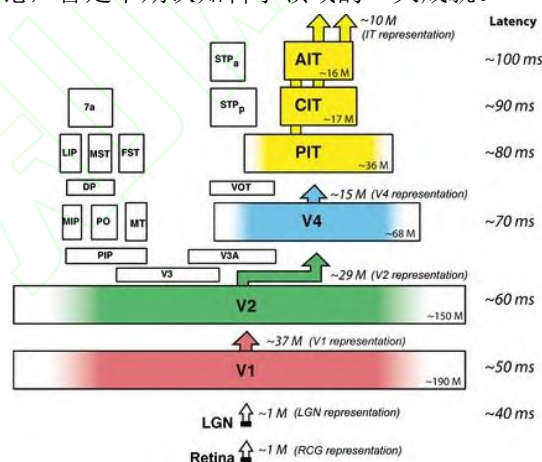 ~10 M
(IT representation)
Latency
STPa
AIT
~16 M
~100 ms
7a
STPp
CIT
~17 M
~90 ms
LIP
MST
FST
PIT
~36 M
~80 ms
DP
VOT
~15 M (V4 representation)
MIP
PO
MT
V4
~68 M
~70 ms
PIP
V3A
V3
~29 M (V2 representation)
V2
~150 M
~60 ms
~37 M (V1 representation)
V1
~190 M
~50 ms
LGN
~1 M (LGN representation)
~40 ms
Retina
~1 M (RCG representation)